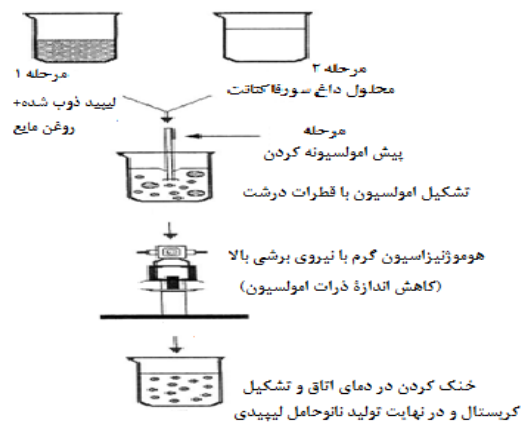 مرحله ۱
لیپید ذوب شده+
روغن مایع
مرحله ۲
محلول داغ سورفاکتانت
مرحله
پیش امولسیونه کردن
تشکیل امولسیون با قطرات درشت
هوموژنیزاسیون گرم با نیروی برشی بالا
(کاهش اندازهٔ ذرات امولسیون)
خنک کردن در دمای اتاق و تشکیل
کریستال و در نهایت تولید نانوحامل لیپیدی